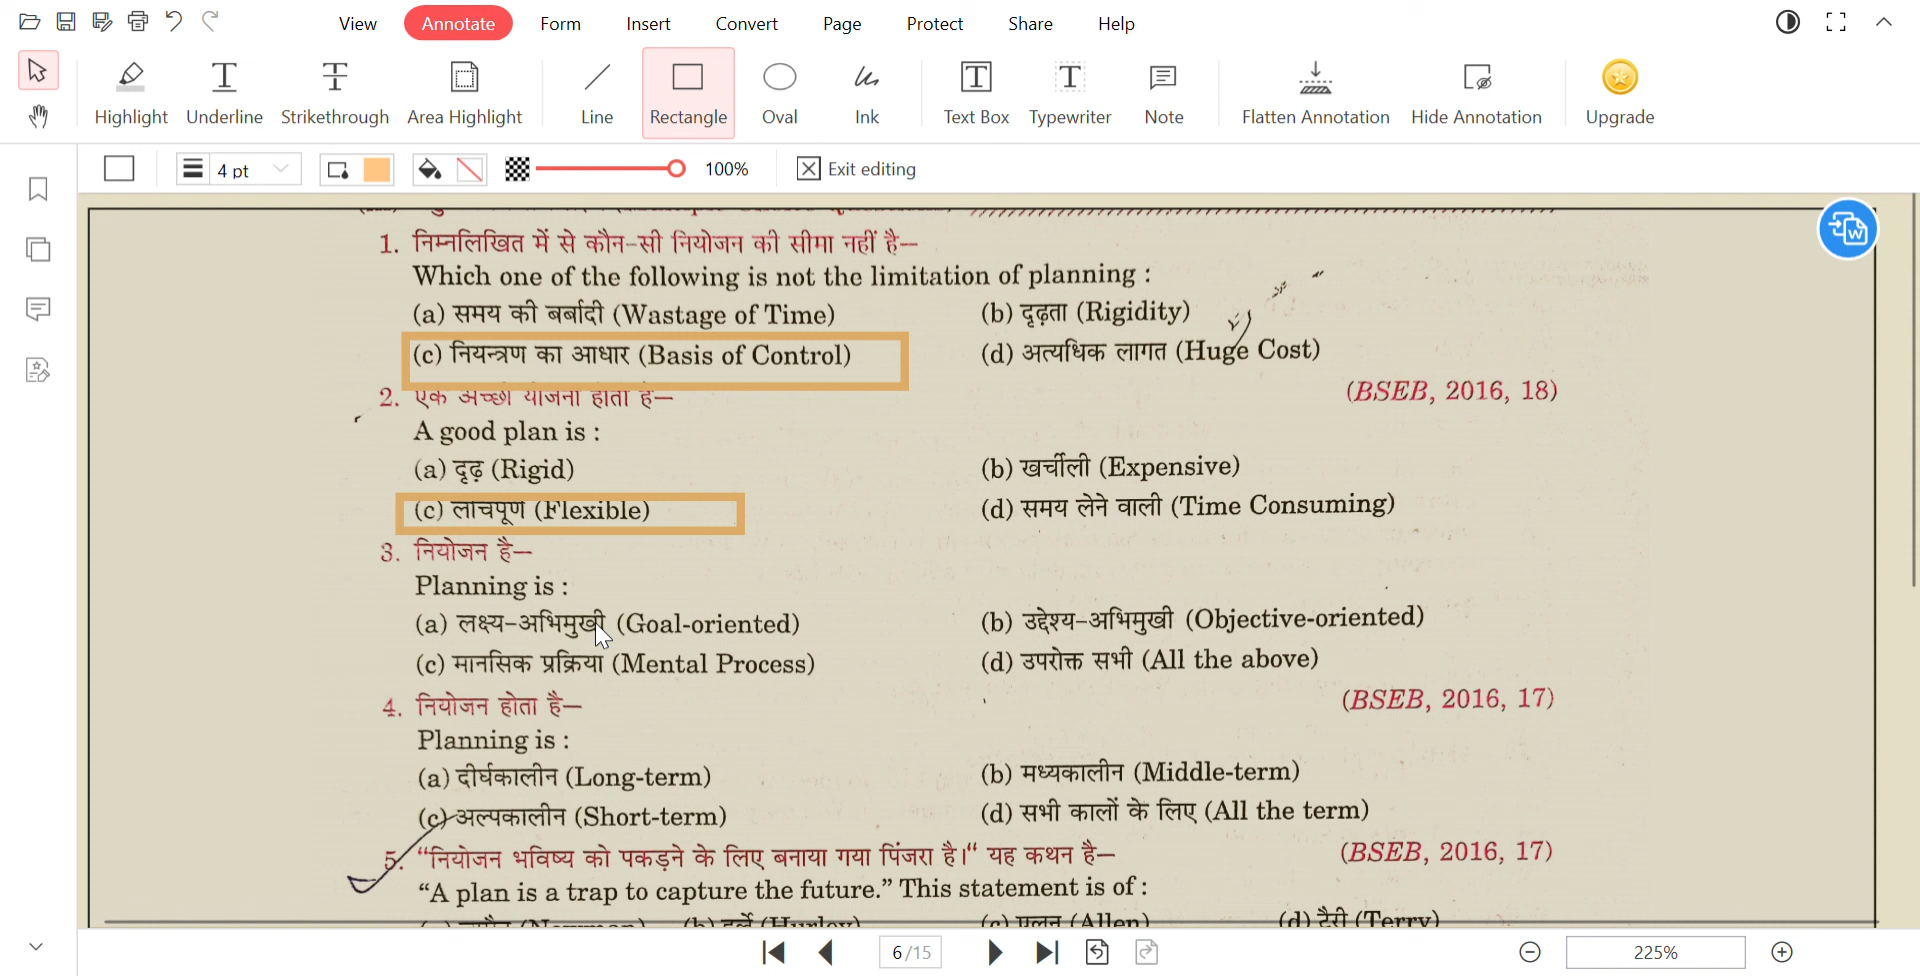 View Annotate Form Insert Convert Page Protect Share Help
Highlight Underline Strikethrough Area Highlight Line Rectangle Oval Ink Text Box Typewriter Note Flatten Annotation Hide Annotation Upgrade
4 pt 100% Exit editing
1. निम्नलिखित में से कौन-सी नियोजन की सीमा नहीं है—
Which one of the following is not the limitation of planning :
(a) समय की बर्बादी (Wastage of Time) (b) दृढ़ता (Rigidity)
(c) नियन्त्रण का आधार (Basis of Control) (d) अत्यधिक लागत (Huge Cost)
2. एक अच्छी योजना होती है— (BSEB, 2016, 18)
A good plan is :
(a) दृढ़ (Rigid) (b) खर्चीली (Expensive)
(c) लोचपूर्ण (Flexible) (d) समय लेने वाली (Time Consuming)
3. नियोजन है—
Planning is :
(a) लक्ष्य-अभिमुखी (Goal-oriented) (b) उद्देश्य-अभिमुखी (Objective-oriented)
(c) मानसिक प्रक्रिया (Mental Process) (d) उपरोक्त सभी (All the above)
4. नियोजन होता है— (BSEB, 2016, 17)
Planning is :
(a) दीर्घकालीन (Long-term) (b) मध्यकालीन (Middle-term)
(c) अल्पकालीन (Short-term) (d) सभी कालों के लिए (All the term)
5. “नियोजन भविष्य को पकड़ने के लिए बनाया गया पिंजरा है।“ यह कथन है— (BSEB, 2016, 17)
“A plan is a trap to capture the future.” This statement is of :
(Newman) (b) हर्ले (Hurley) (c) एलन (Allen) (d) टैरी (Terry)
6 /15 225%